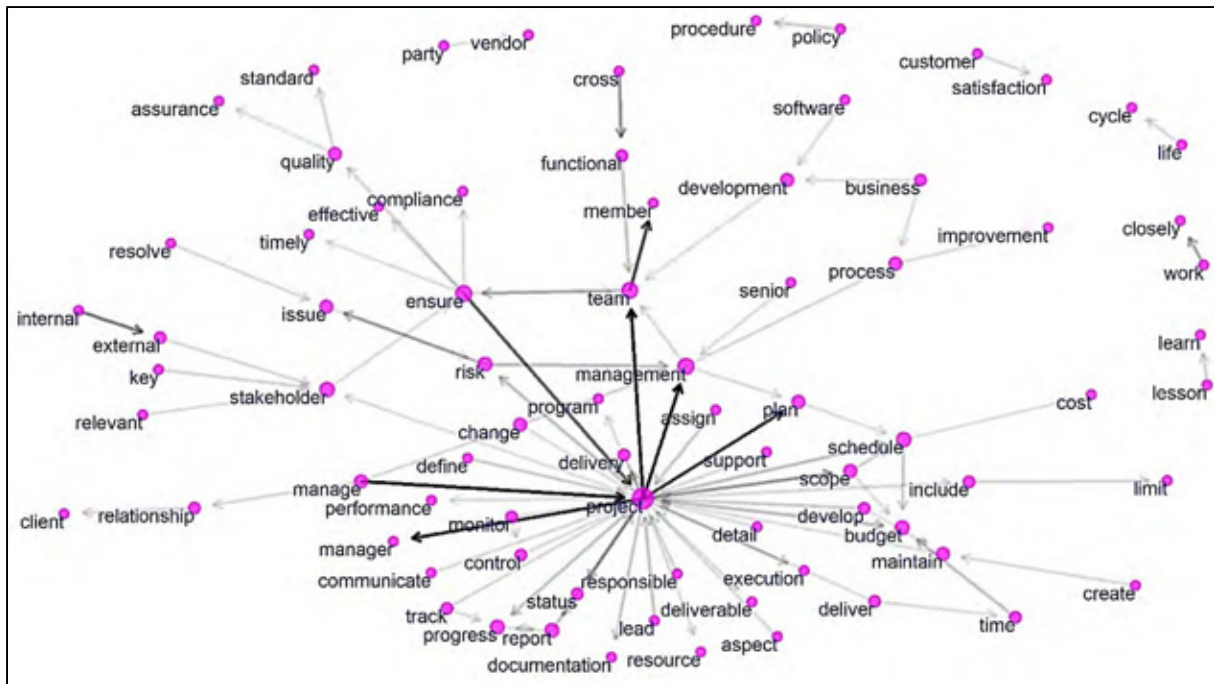 party
vendor
procedure
policy
customer
satisfaction
standard
assurance
cross
software
cycle
life
quality
functional
development
business
compliance
effective
member
closely
work
timely
improvement
resolve
process
internal
issue
ensure
team
senior
external
learn
key
stakeholder
risk
management
lesson
relevant
program
assign
plan
cost
change
schedule
define
delivery
support
scope
manage
include
limit
client
relationship
performance
project
monitor
develop
manager
detail
budget
maintain
communicate
control
responsible
execution
create
track
status
deliverable
deliver
progress
report
lead
time
documentation
resource
aspect